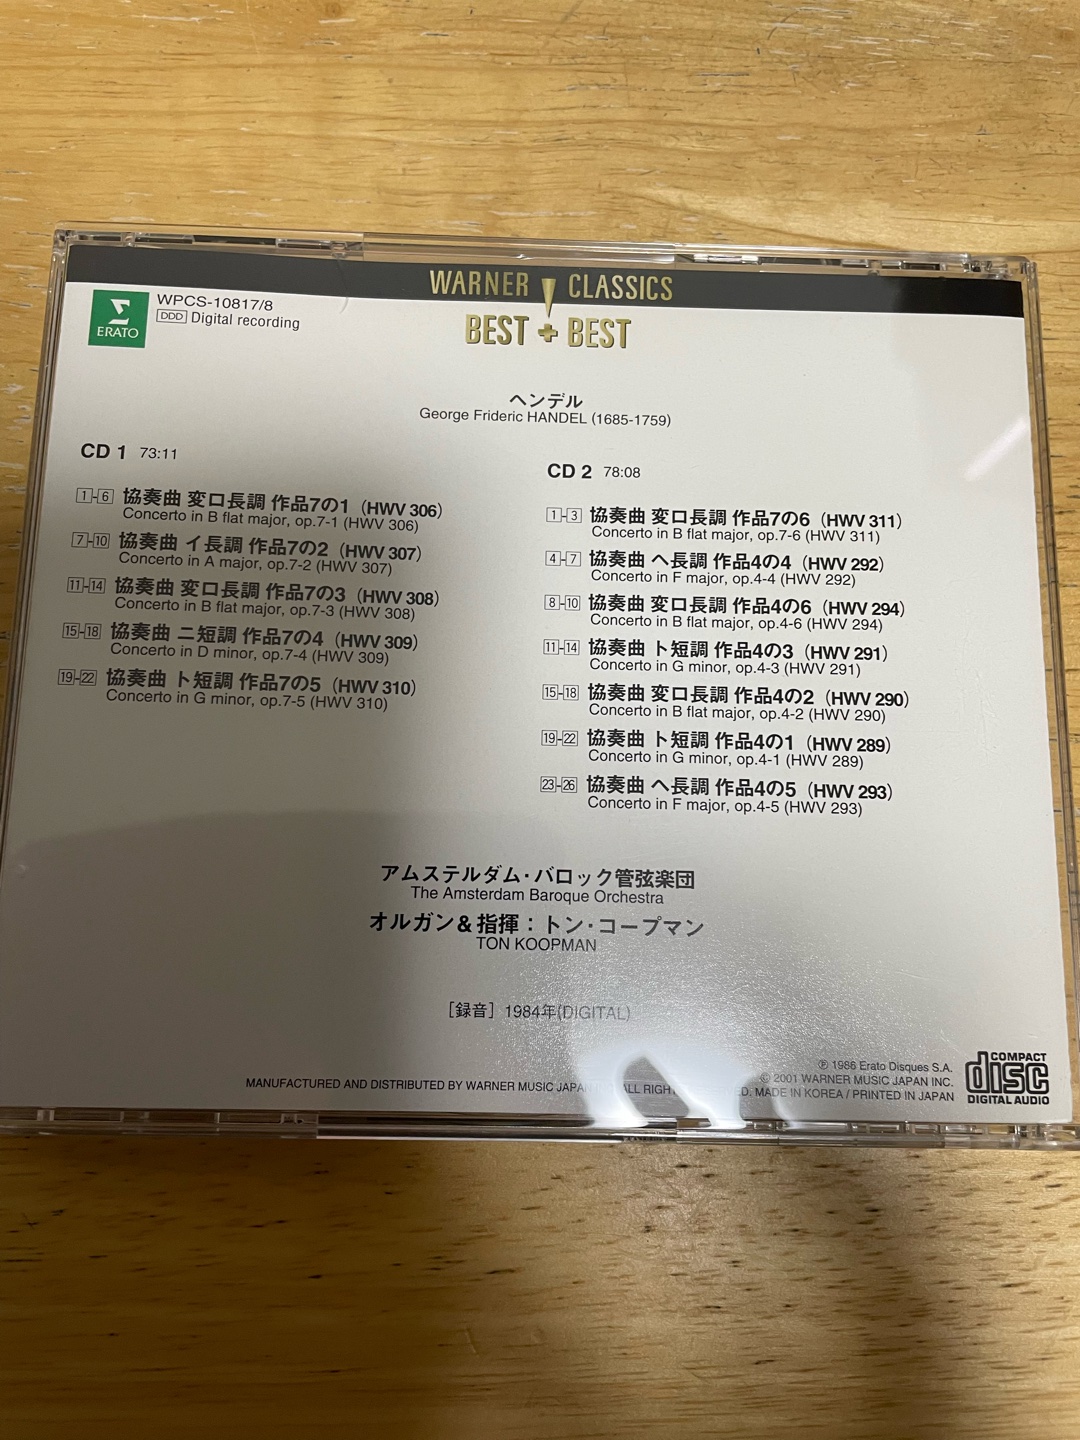 WARNER CLASSICS
BEST + BEST
ERATO
WPCS-10817/8
DDD Digital recording
ヘンデル
George Frideric HANDEL (1685-1759)
CD 1 73:11
1-6 協奏曲 変ロ長調 作品7の1（HWV 306）
Concerto in B flat major, op.7-1 (HWV 306)
7-10 協奏曲 イ長調 作品7の2（HWV 307）
Concerto in A major, op.7-2 (HWV 307)
11-14 協奏曲 変ロ長調 作品7の3（HWV 308）
Concerto in B flat major, op.7-3 (HWV 308)
15-18 協奏曲 ニ短調 作品7の4（HWV 309）
Concerto in D minor, op.7-4 (HWV 309)
19-22 協奏曲 ト短調 作品7の5（HWV 310）
Concerto in G minor, op.7-5 (HWV 310)
CD 2 78:08
1-3 協奏曲 変ロ長調 作品7の6（HWV 311）
Concerto in B flat major, op.7-6 (HWV 311)
4-7 協奏曲 ヘ長調 作品4の4（HWV 292）
Concerto in F major, op.4-4 (HWV 292)
8-10 協奏曲 変ロ長調 作品4の6（HWV 294）
Concerto in B flat major, op.4-6 (HWV 294)
11-14 協奏曲 ト短調 作品4の3（HWV 291）
Concerto in G minor, op.4-3 (HWV 291)
15-18 協奏曲 変ロ長調 作品4の2（HWV 290）
Concerto in B flat major, op.4-2 (HWV 290)
19-22 協奏曲 ト短調 作品4の1（HWV 289）
Concerto in G minor, op.4-1 (HWV 289)
23-26 協奏曲 ヘ長調 作品4の5（HWV 293）
Concerto in F major, op.4-5 (HWV 293)
アムステルダム・バロック管弦楽団
The Amsterdam Baroque Orchestra
オルガン&指揮：トン・コープマン
TON KOOPMAN
［録音］1984年(DIGITAL)
℗ 1986 Erato Disques S.A.
© 2001 WARNER MUSIC JAPAN INC.
MANUFACTURED AND DISTRIBUTED BY WARNER MUSIC JAPAN ALL MADE IN KOREA / PRINTED IN JAPAN
COMPACT
disc
DIGITAL AUDIO